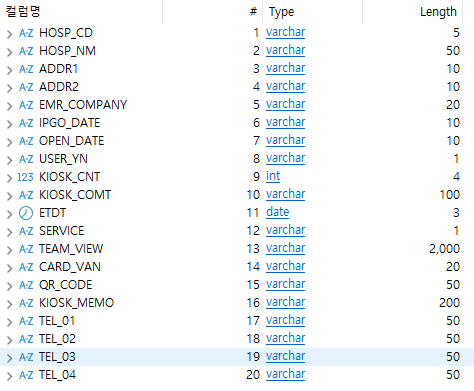 컬럼명 # Type Length
A-Z HOSP_CD 1 varchar 5
A-Z HOSP_NM 2 varchar 50
A-Z ADDR1 3 varchar 10
A-Z ADDR2 4 varchar 10
A-Z EMR_COMPANY 5 varchar 20
A-Z IPGO_DATE 6 varchar 10
A-Z OPEN_DATE 7 varchar 10
A-Z USER_YN 8 varchar 1
123 KIOSK_CNT 9 int 4
A-Z KIOSK_COMT 10 varchar 100
ETDT 11 date 3
A-Z SERVICE 12 varchar 1
A-Z TEAM_VIEW 13 varchar 2,000
A-Z CARD_VAN 14 varchar 20
A-Z QR_CODE 15 varchar 50
A-Z KIOSK_MEMO 16 varchar 200
A-Z TEL_01 17 varchar 50
A-Z TEL_02 18 varchar 50
A-Z TEL_03 19 varchar 50
A-Z TEL_04 20 varchar 50